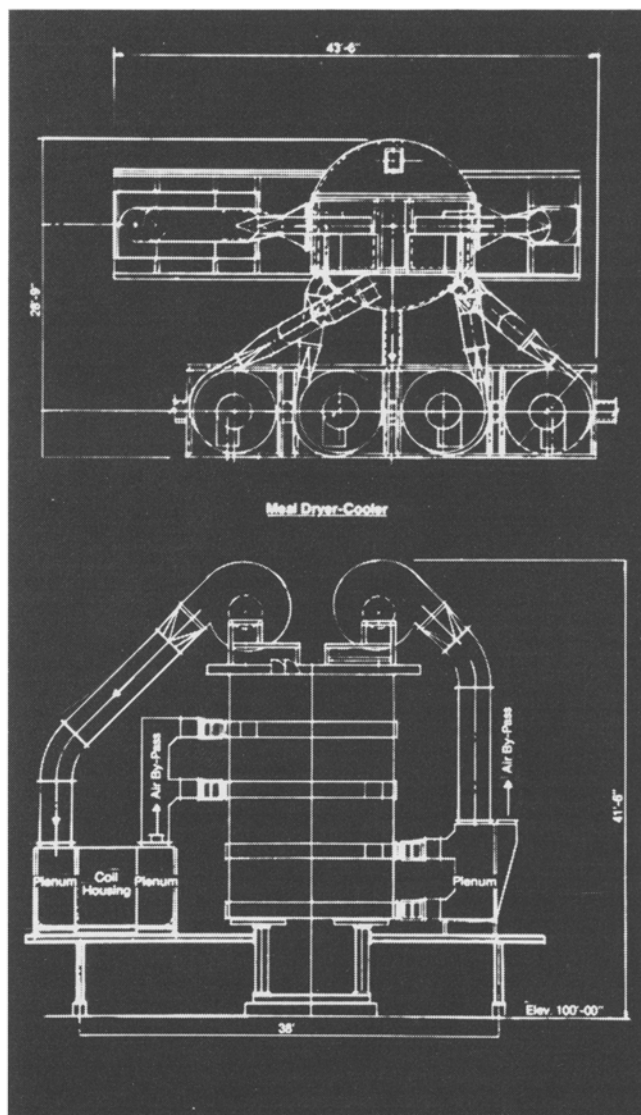 43'-6"
26'-9"
Meal Dryer-Cooler
Air By-Pass
Air By-Pass
41'-6"
Plenum
Coil
Housing
Plenum
Plenum
Elev. 100'-00"
38'